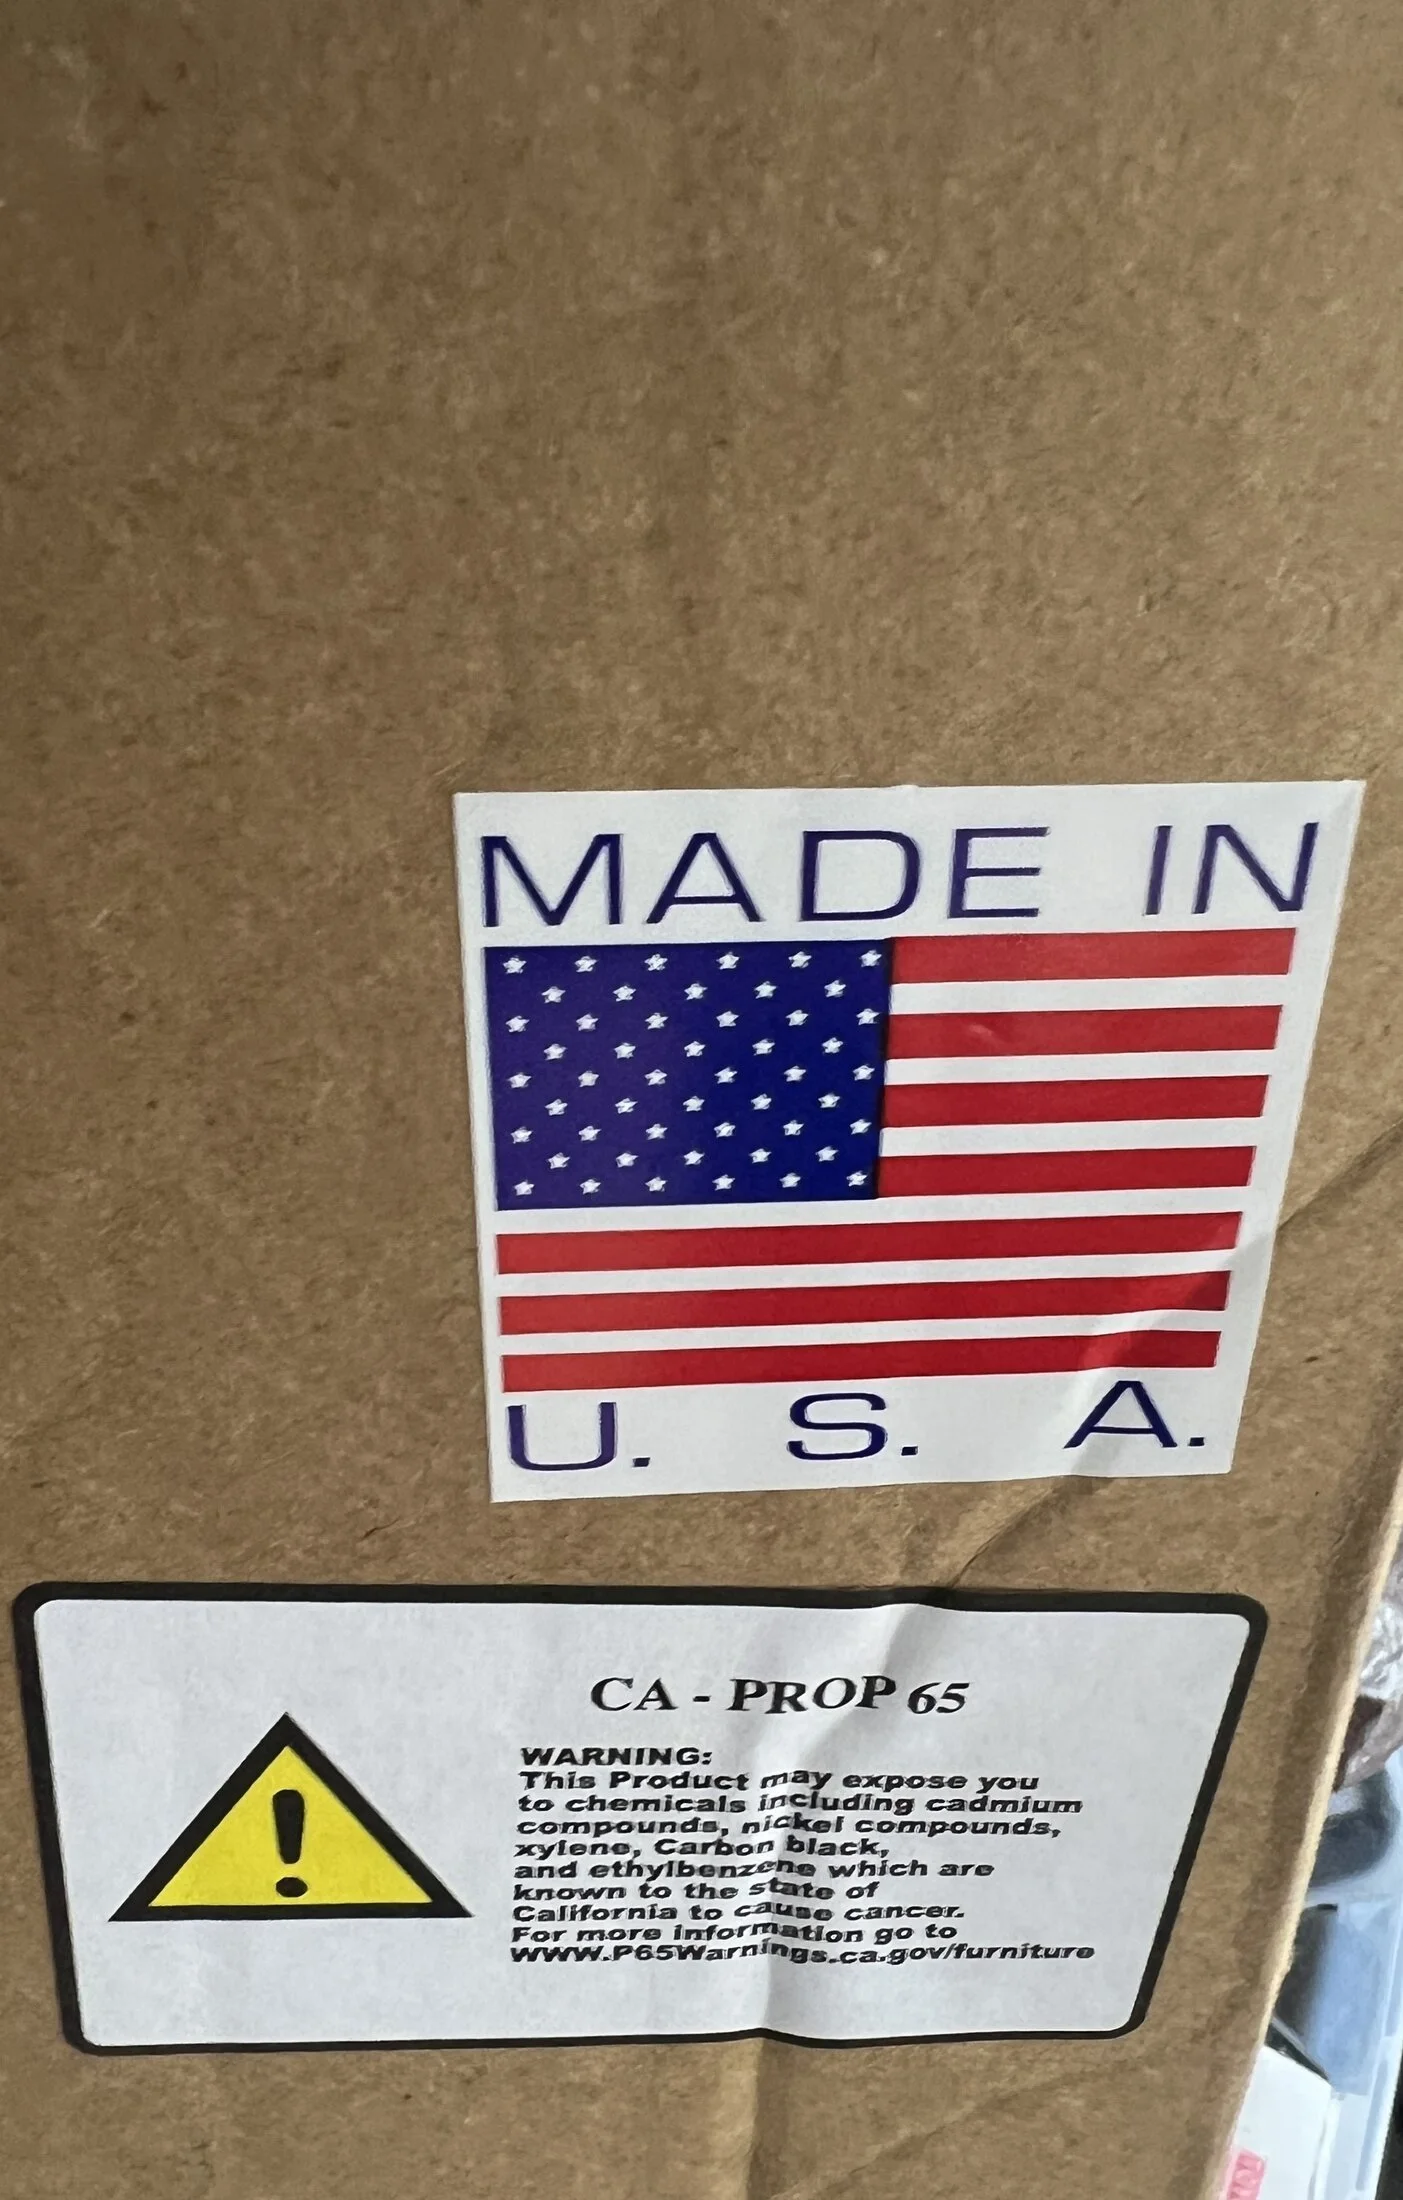 MADE IN
U. S. A.
CA - PROP 65
WARNING:
This Product may expose you
to chemicals including cadmium
compounds, nickel compounds,
xylene, Carbon black,
and ethylbenzene which are
known to the state of
California to cause cancer.
For more information go to
WWW.P65Warnings.ca.gov/furniture